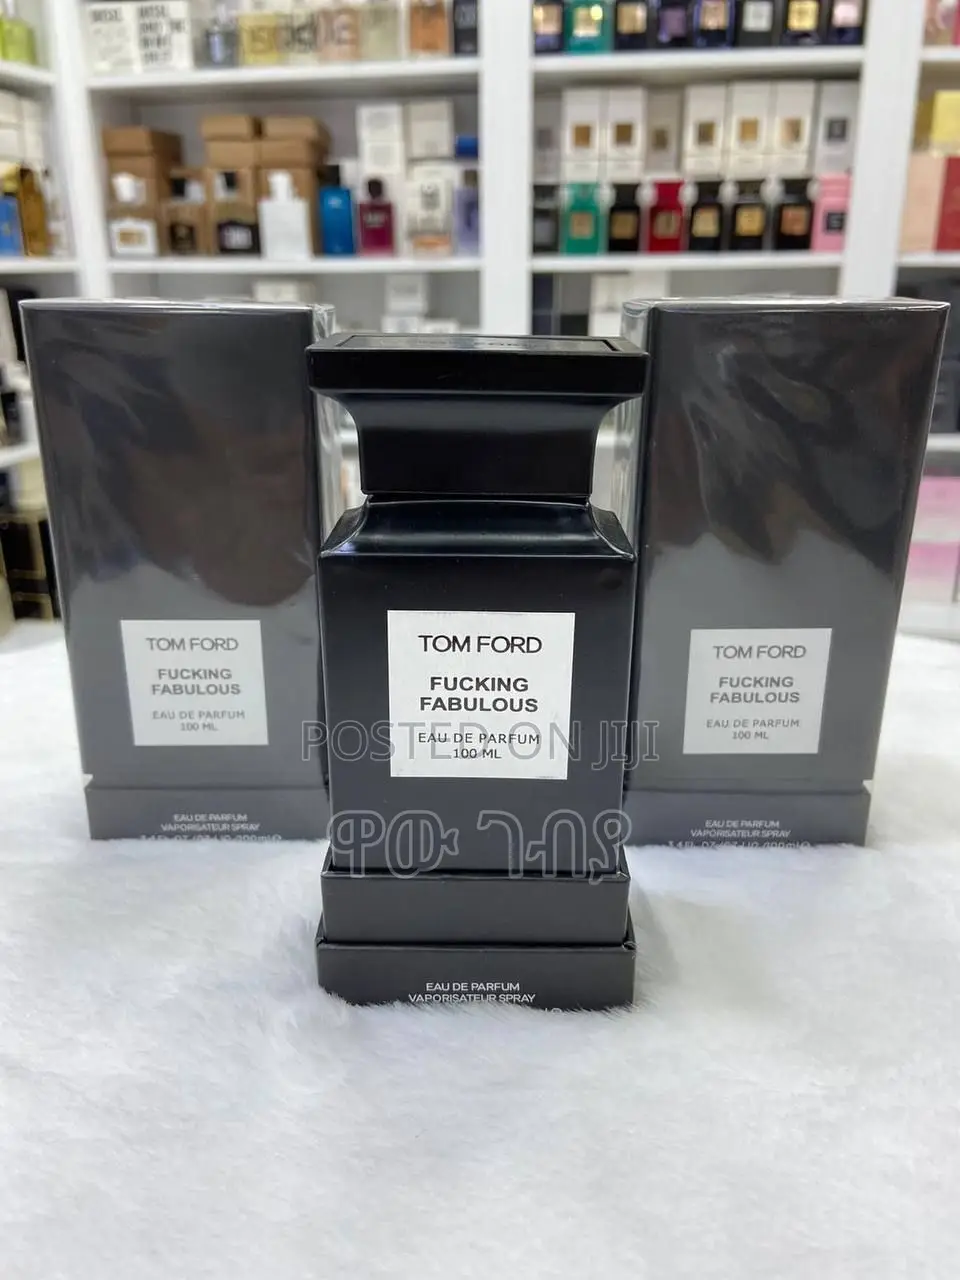 TOM FORD
FUCKING
FABULOUS
EAU DE PARFUM
100 ML
EAU DE PARFUM
VAPORISATEUR SPRAY
TOM FORD
FUCKING
FABULOUS
EAU DE PARFUM
100 ML
EAU DE PARFUM
VAPORISATEUR SPRAY
TOM FORD
FUCKING
FABULOUS
EAU DE PARFUM
100 ML
EAU DE PARFUM
VAPORISATEUR SPRAY
POSTED ON JIJI
ዋው ገብያ